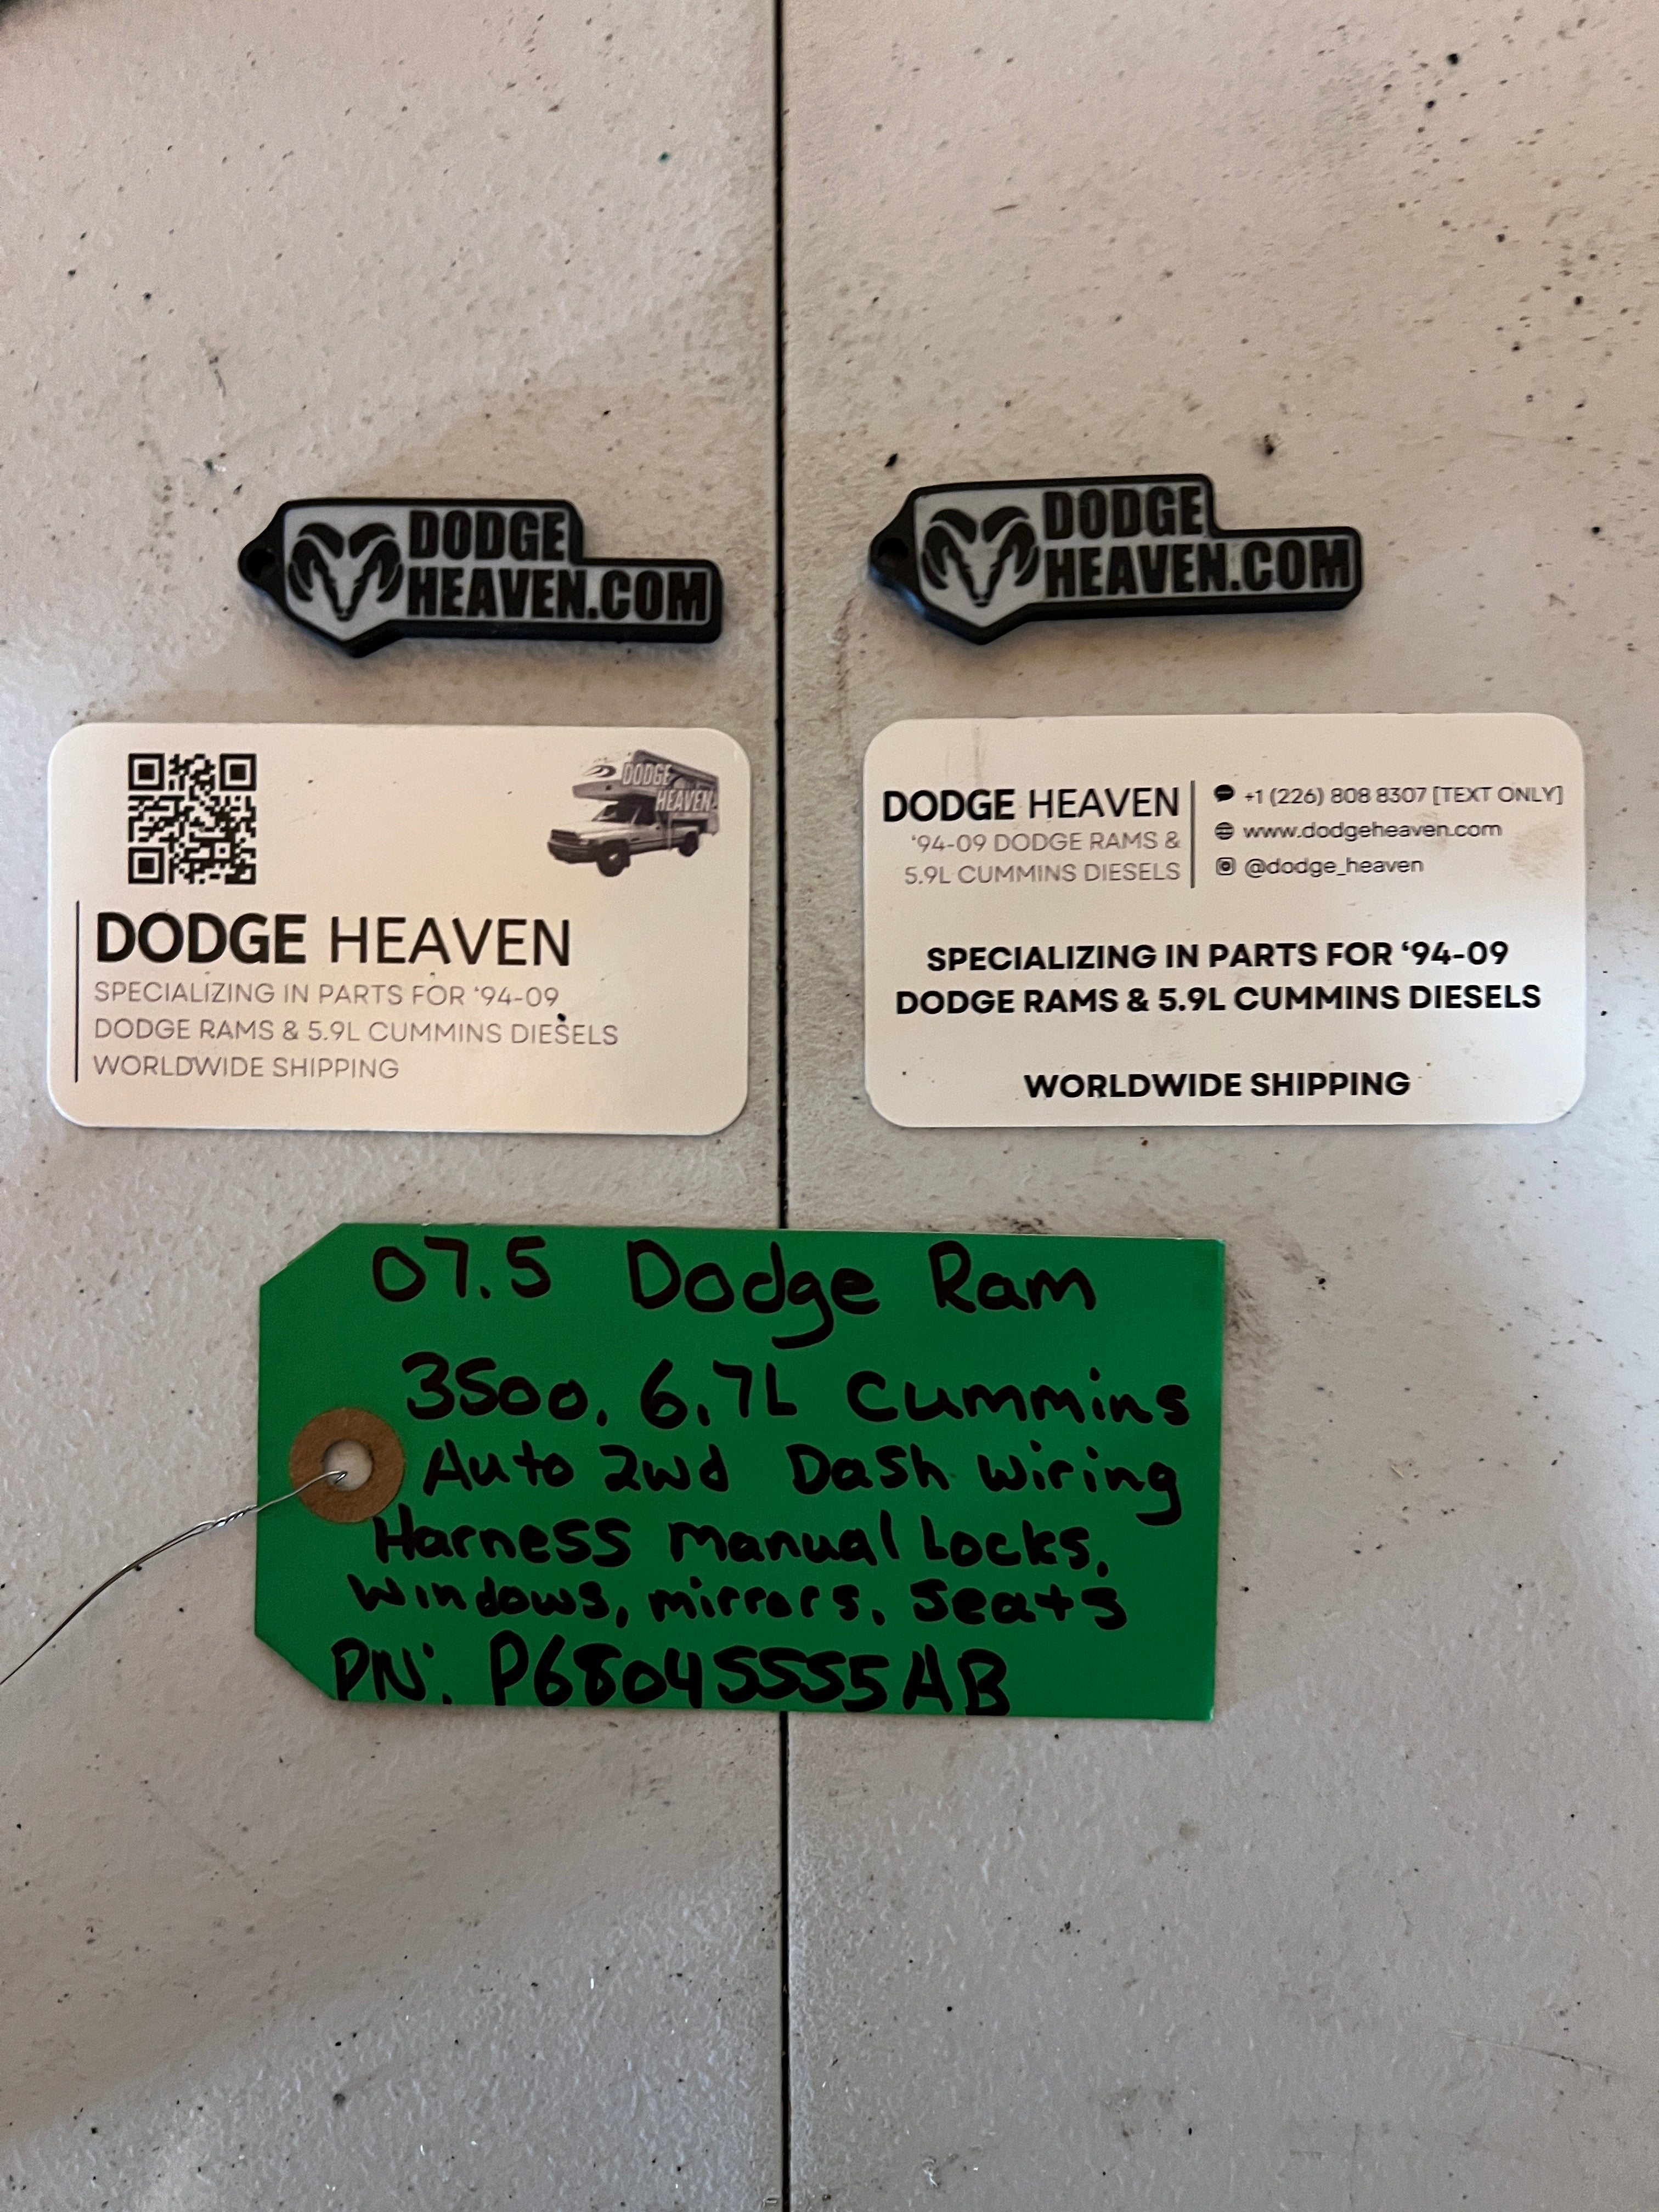 DODGE
HEAVEN.COM
DODGE
HEAVEN.COM
DODGE
HEAVEN
DODGE HEAVEN
SPECIALIZING IN PARTS FOR ‘94-09
DODGE RAMS & 5.9L CUMMINS DIESELS
WORLDWIDE SHIPPING
DODGE HEAVEN
‘94-09 DODGE RAMS &
5.9L CUMMINS DIESELS
+1 (226) 808 8307 [TEXT ONLY]
www.dodgeheaven.com
@dodge_heaven
SPECIALIZING IN PARTS FOR ‘94-09
DODGE RAMS & 5.9L CUMMINS DIESELS
WORLDWIDE SHIPPING
07.5 Dodge Ram
3500. 6.7L Cummins
Auto 2wd Dash wiring
Harness manual Locks,
windows, mirrors. Seats
PN: P68045555AB